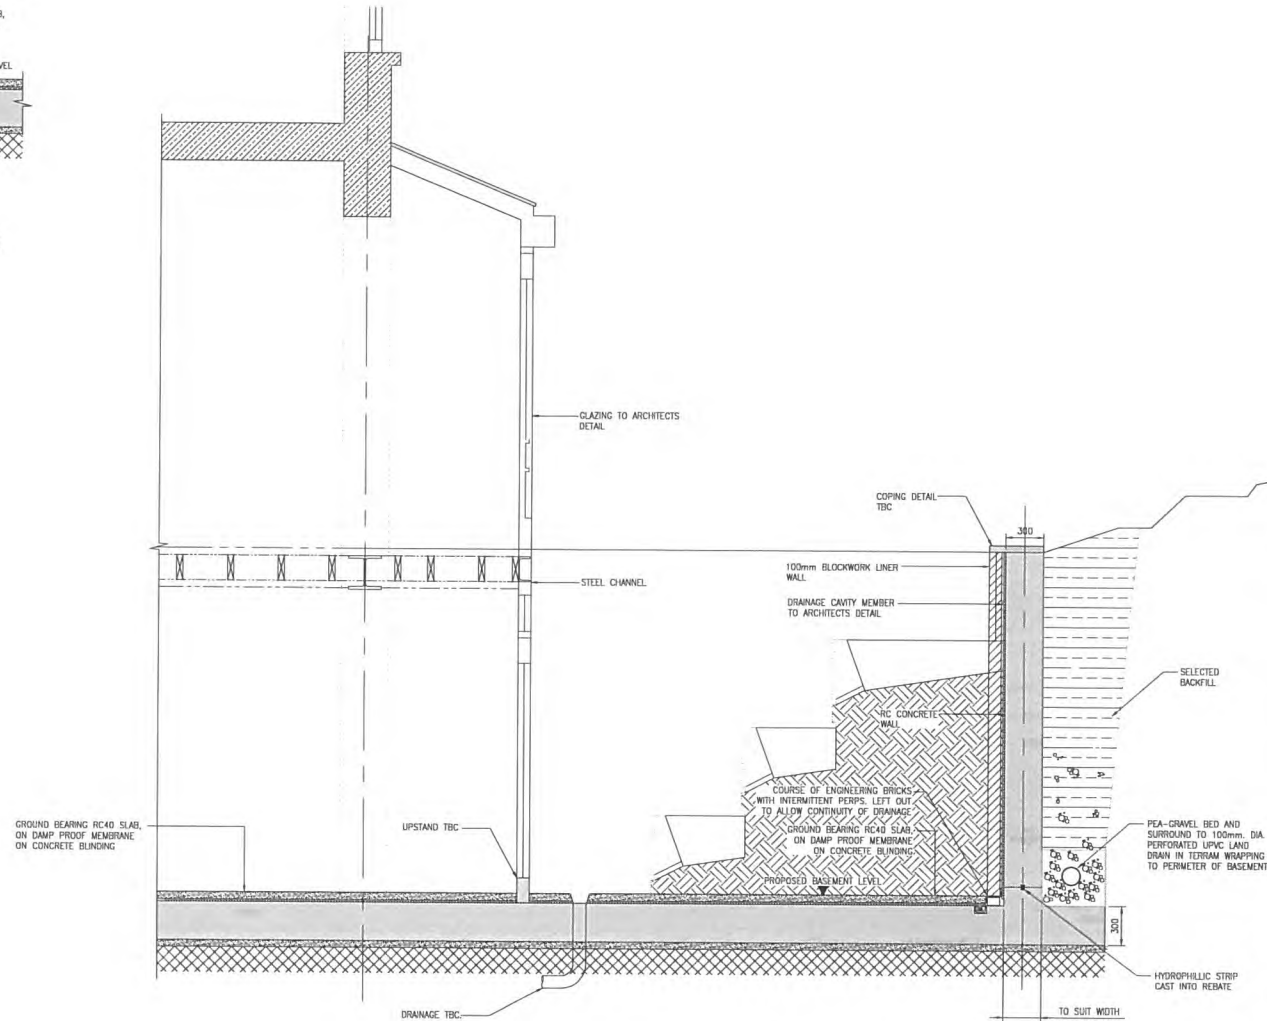 GLAZING TO ARCHITECTS
DETAIL
COPING DETAIL
TBC
300
100mm BLOCKWORK LINER
WALL
STEEL CHANNEL
DRAINAGE CAVITY MEMBER
TO ARCHITECTS DETAIL
SELECTED
BACKFILL
RC CONCRETE
WALL
COURSE OF ENGINEERING BRICKS
WITH INTERMITTENT PERPS. LEFT OUT
TO ALLOW CONTINUITY OF DRAINAGE
GROUND BEARING RC40 SLAB,
ON DAMP PROOF MEMBRANE
ON CONCRETE BLINDING
UPSTAND TBC
GROUND BEARING RC40 SLAB,
ON DAMP PROOF MEMBRANE
ON CONCRETE BLINDING
PEA-GRAVEL BED AND
SURROUND TO 100mm. DIA.
PERFORATED UPVC LAND
DRAIN IN TERRAM WRAPPING
TO PERIMETER OF BASEMENT
PROPOSED BASEMENT LEVEL
300
HYDROPHILLIC STRIP
CAST INTO REBATE
DRAINAGE TBC.
TO SUIT WIDTH